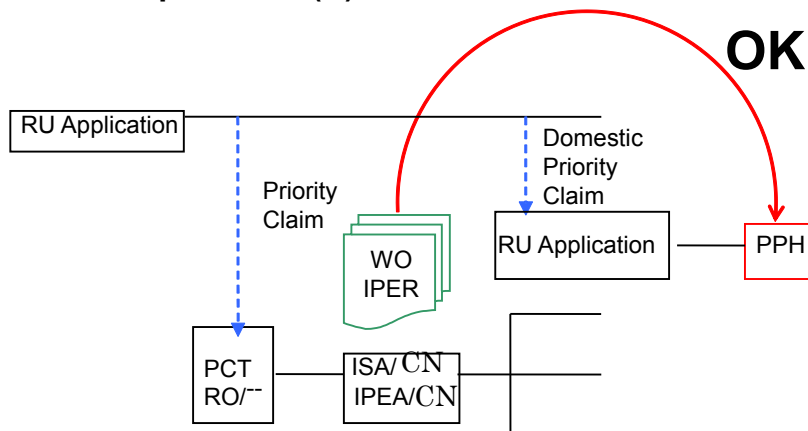 OK
RU Application
Priority
Claim
Domestic
Priority
Claim
WO
IPER
RU Application
PPH
PCT
RO/--
ISA/ CN
IPEA/CN